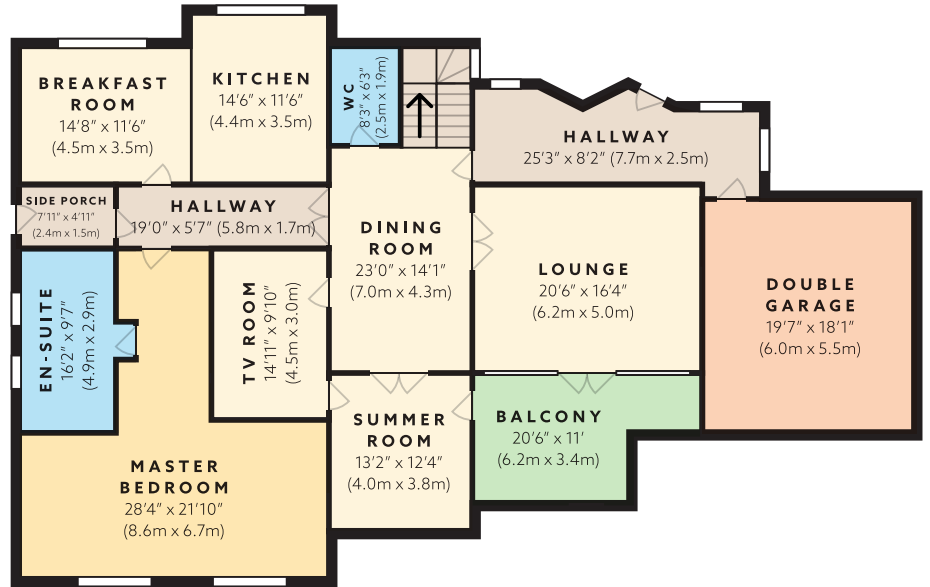 BREAKFAST
ROOM
14'8" x 11'6"
(4.5m x 3.5m)
KITCHEN
14'6" x 11'6"
(4.4m x 3.5m)
WC
8'3" x 6'3"
(2.5m x 1.9m)
HALLWAY
25'3" x 8'2" (7.7m x 2.5m)
SIDE PORCH
7'11" x 4'11"
(2.4m x 1.5m)
HALLWAY
19'0" x 5'7" (5.8m x 1.7m)
DINING
ROOM
23'0" x 14'1"
(7.0m x 4.3m)
LOUNGE
20'6" x 16'4"
(6.2m x 5.0m)
DOUBLE
GARAGE
19'7" x 18'1"
(6.0m x 5.5m)
EN-SUITE
16'2" x 9'7"
(4.9m x 2.9m)
TV ROOM
14'11" x 9'10"
(4.5m x 3.0m)
SUMMER
ROOM
13'2" x 12'4"
(4.0m x 3.8m)
BALCONY
20'6" x 11'
(6.2m x 3.4m)
MASTER
BEDROOM
28'4" x 21'10"
(8.6m x 6.7m)